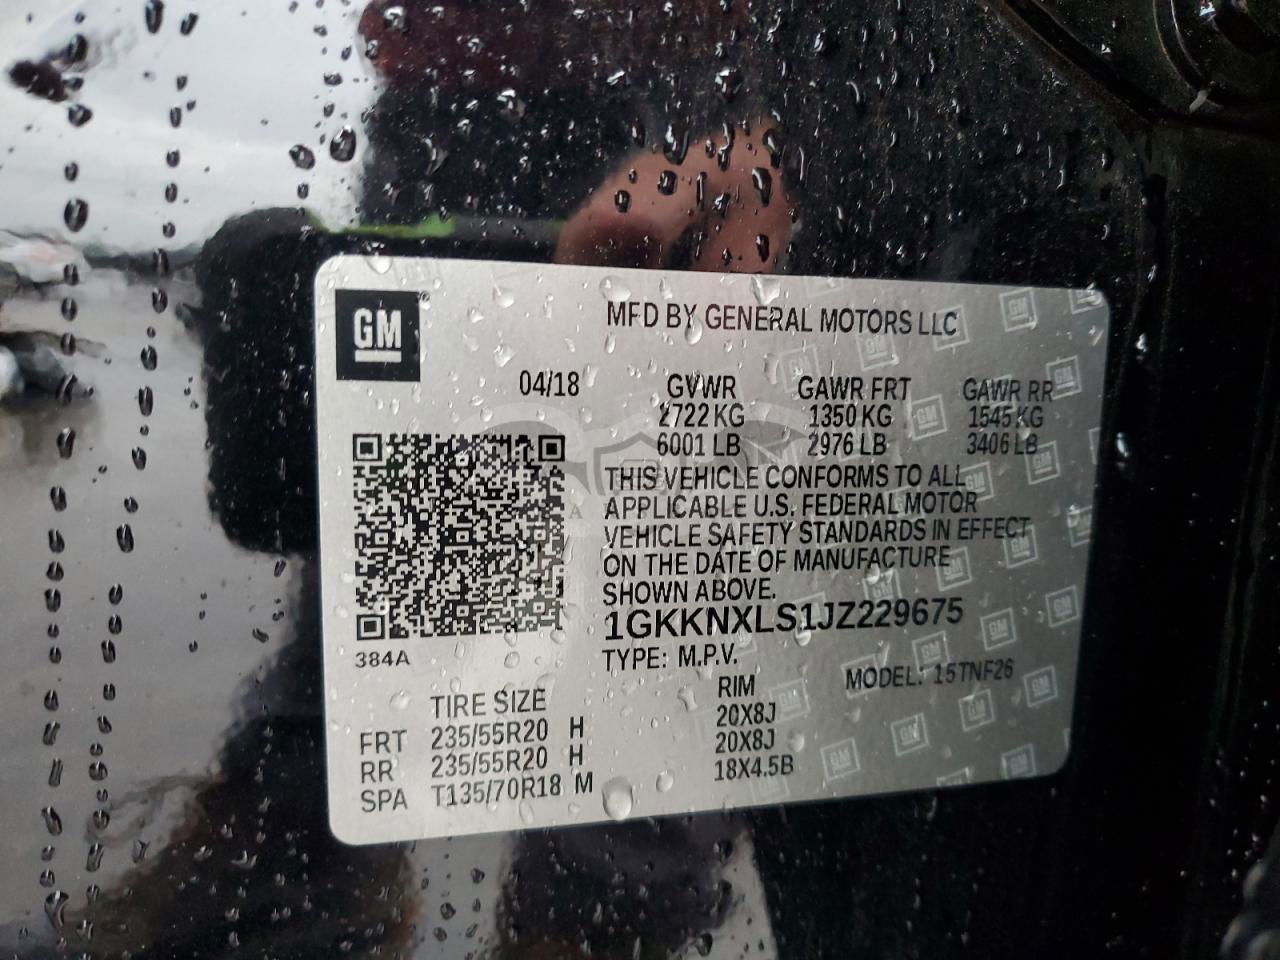 GM
MFD BY GENERAL MOTORS LLC
04/18 GVWR GAWR FRT GAWR RR
2722 KG 1350 KG 1545 KG
6001 LB 2976 LB 3406 LB
THIS VEHICLE CONFORMS TO ALL
APPLICABLE U.S. FEDERAL MOTOR
VEHICLE SAFETY STANDARDS IN EFFECT
ON THE DATE OF MANUFACTURE
SHOWN ABOVE.
1GKKNXLS1JZ229675
TYPE: M.P.V.
MODEL: 15TNF26
384A
TIRE SIZE RIM
FRT 235/55R20 H 20X8J
RR 235/55R20 H 20X8J
SPA T135/70R18 M 18X4.5B